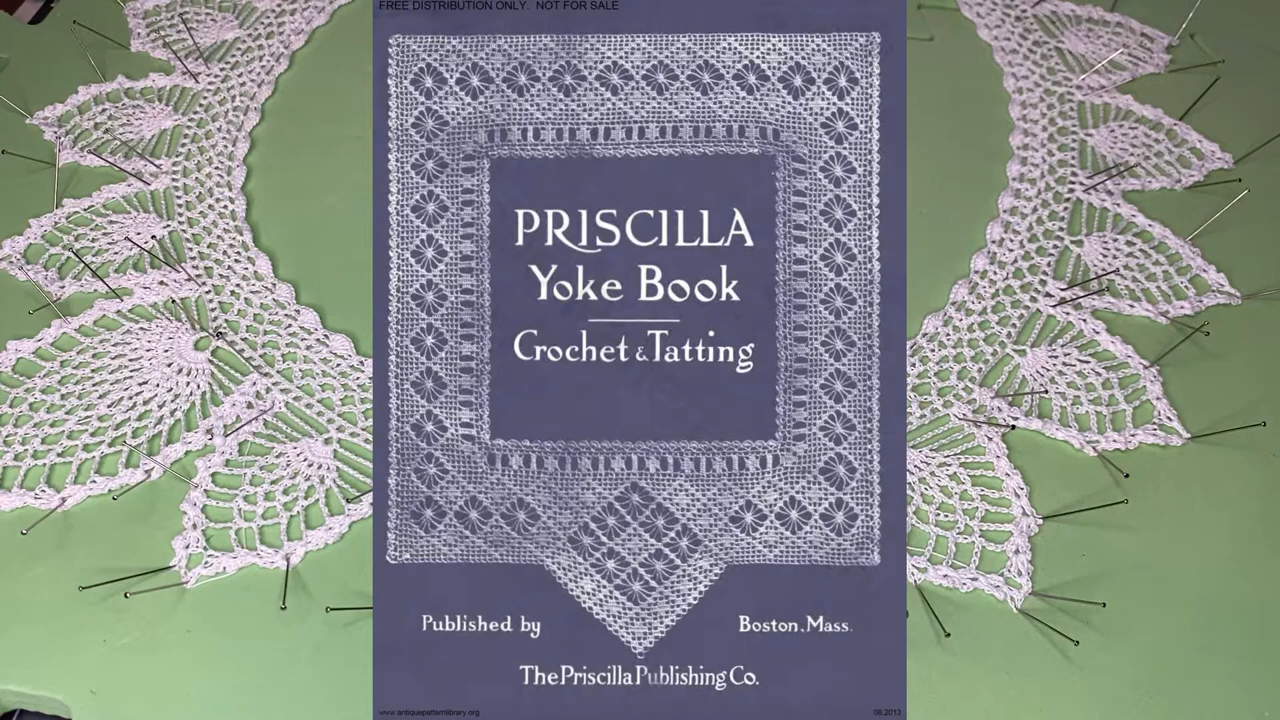 FREE DISTRIBUTION ONLY. NOT FOR SALE
PRISCILLA
Yoke Book
Crochet & Tatting
Published by
Boston, Mass.
The Priscilla Publishing Co.
www.antiquepatternlibrary.org
06.2013